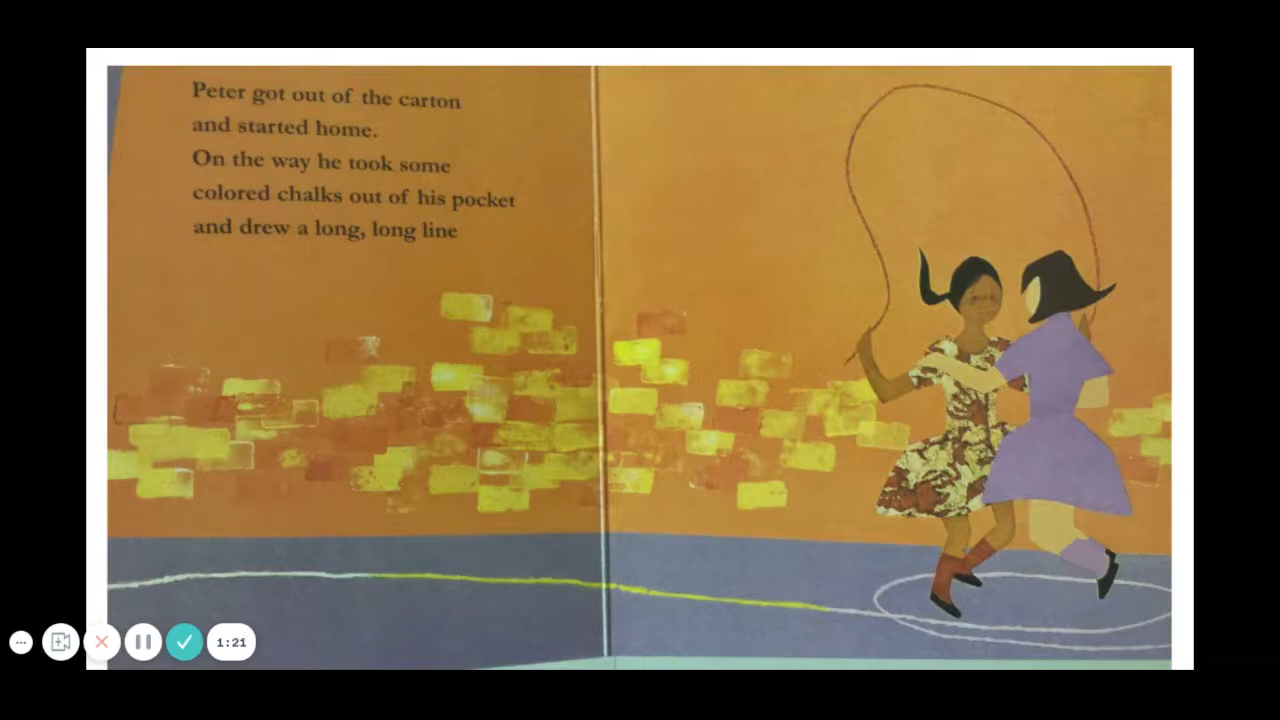 Peter got out of the carton
and started home.
On the way he took some
colored chalks out of his pocket
and drew a long, long line
1:21